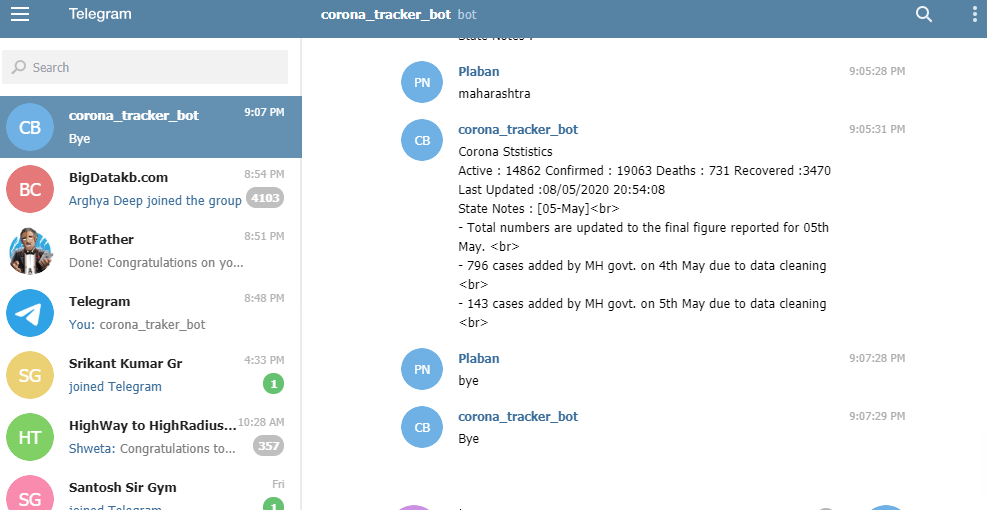 Telegram
corona_tracker_bot bot
Search
CB
corona_tracker_bot
9:07 PM
Bye
BC
BigDatakb.com
8:54 PM
Arghya Deep joined the group
4103
BotFather
8:51 PM
Done! Congratulations on yo...
Telegram
8:48 PM
You: corona_traker_bot
SG
Srikant Kumar Gr
4:33 PM
joined Telegram
1
HT
HighWay to HighRadius...
10:28 AM
Shweta: Congratulations to...
357
SG
Santosh Sir Gym
Fri
joined Telegram
1
State Notes :
PN
Plaban
9:05:28 PM
maharashtra
CB
corona_tracker_bot
9:05:31 PM
Corona Ststistics
Active : 14862 Confirmed : 19063 Deaths : 731 Recovered :3470
Last Updated :08/05/2020 20:54:08
State Notes : [05-May]<br>
- Total numbers are updated to the final figure reported for 05th
May. <br>
- 796 cases added by MH govt. on 4th May due to data cleaning
<br>
- 143 cases added by MH govt. on 5th May due to data cleaning
<br>
PN
Plaban
9:07:28 PM
bye
CB
corona_tracker_bot
9:07:29 PM
Bye